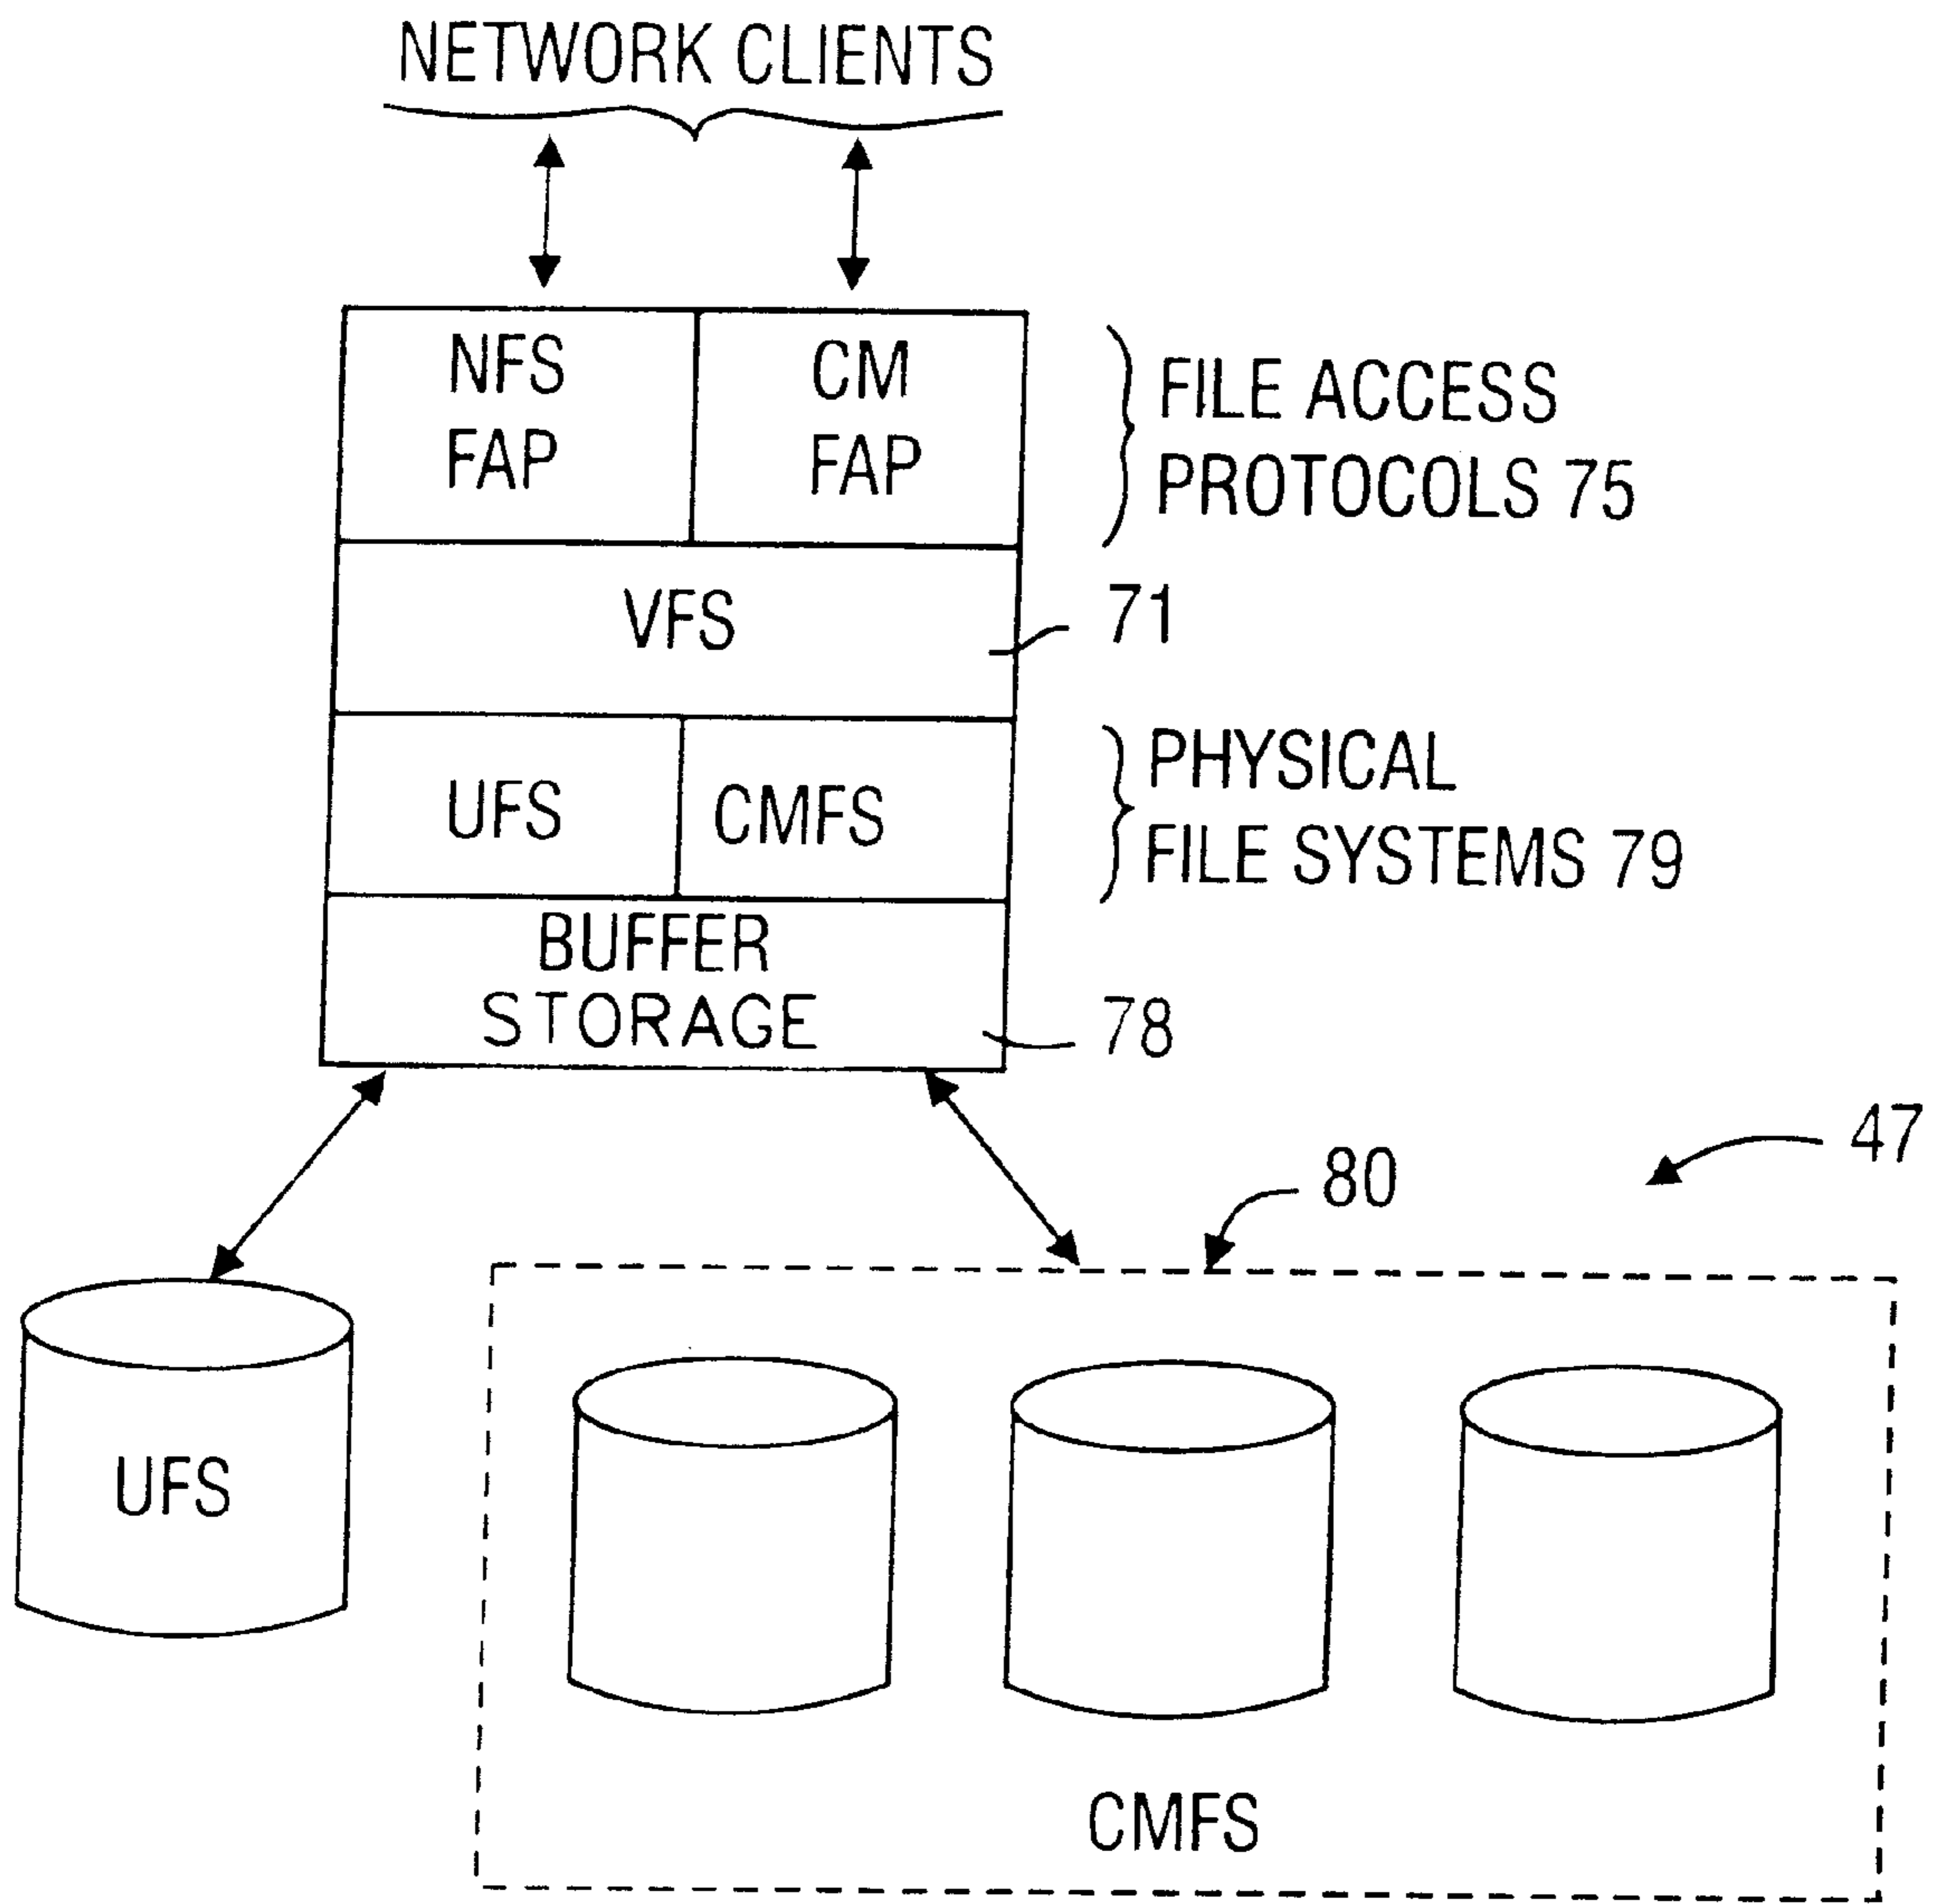 NETWORK CLIENTS
NFS
FAP
CM
FAP
FILE ACCESS
PROTOCOLS 75
VFS
71
UFS
CMFS
PHYSICAL
FILE SYSTEMS 79
BUFFER
STORAGE
78
47
80
UFS
CMFS